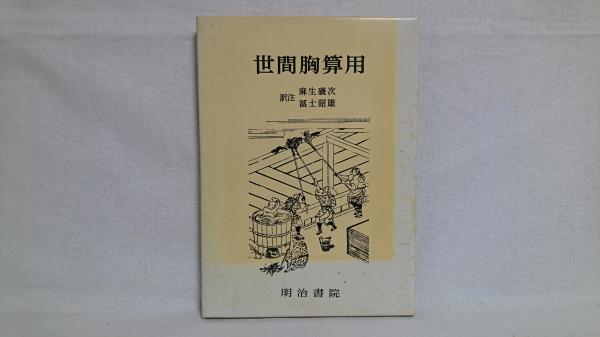 世間胸算用
訳注
麻生磯次
冨士昭雄
明治書院